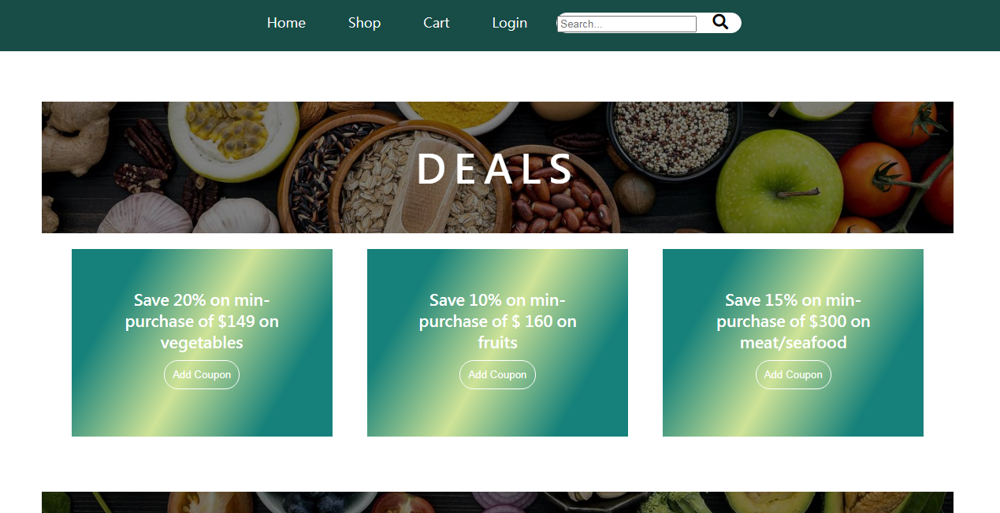 Home Shop Cart Login Search...
DEALS
Save 20% on min-
purchase of $149 on
vegetables
Add Coupon
Save 10% on min-
purchase of $ 160 on
fruits
Add Coupon
Save 15% on min-
purchase of $300 on
meat/seafood
Add Coupon